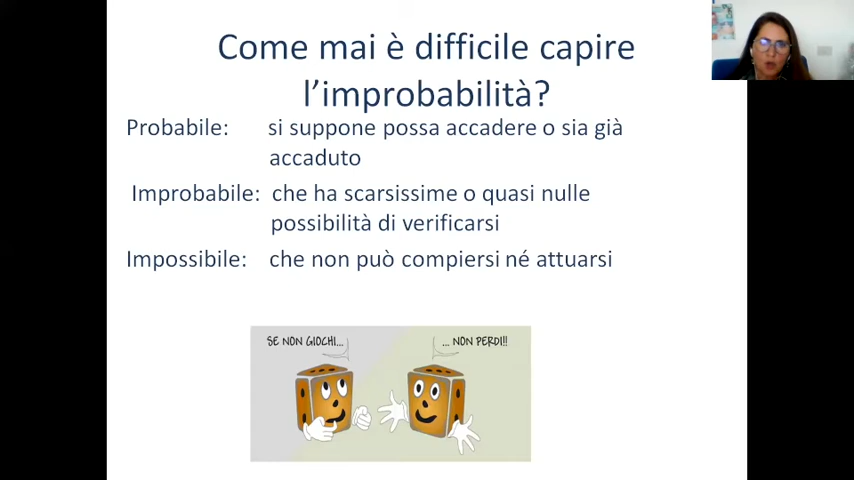 Come mai è difficile capire
l’improbabilità?
Probabile: si suppone possa accadere o sia già
accaduto
Improbabile: che ha scarsissime o quasi nulle
possibilità di verificarsi
Impossibile: che non può compiersi né attuarsi
SE NON GIOCHI... ... NON PERDI!!